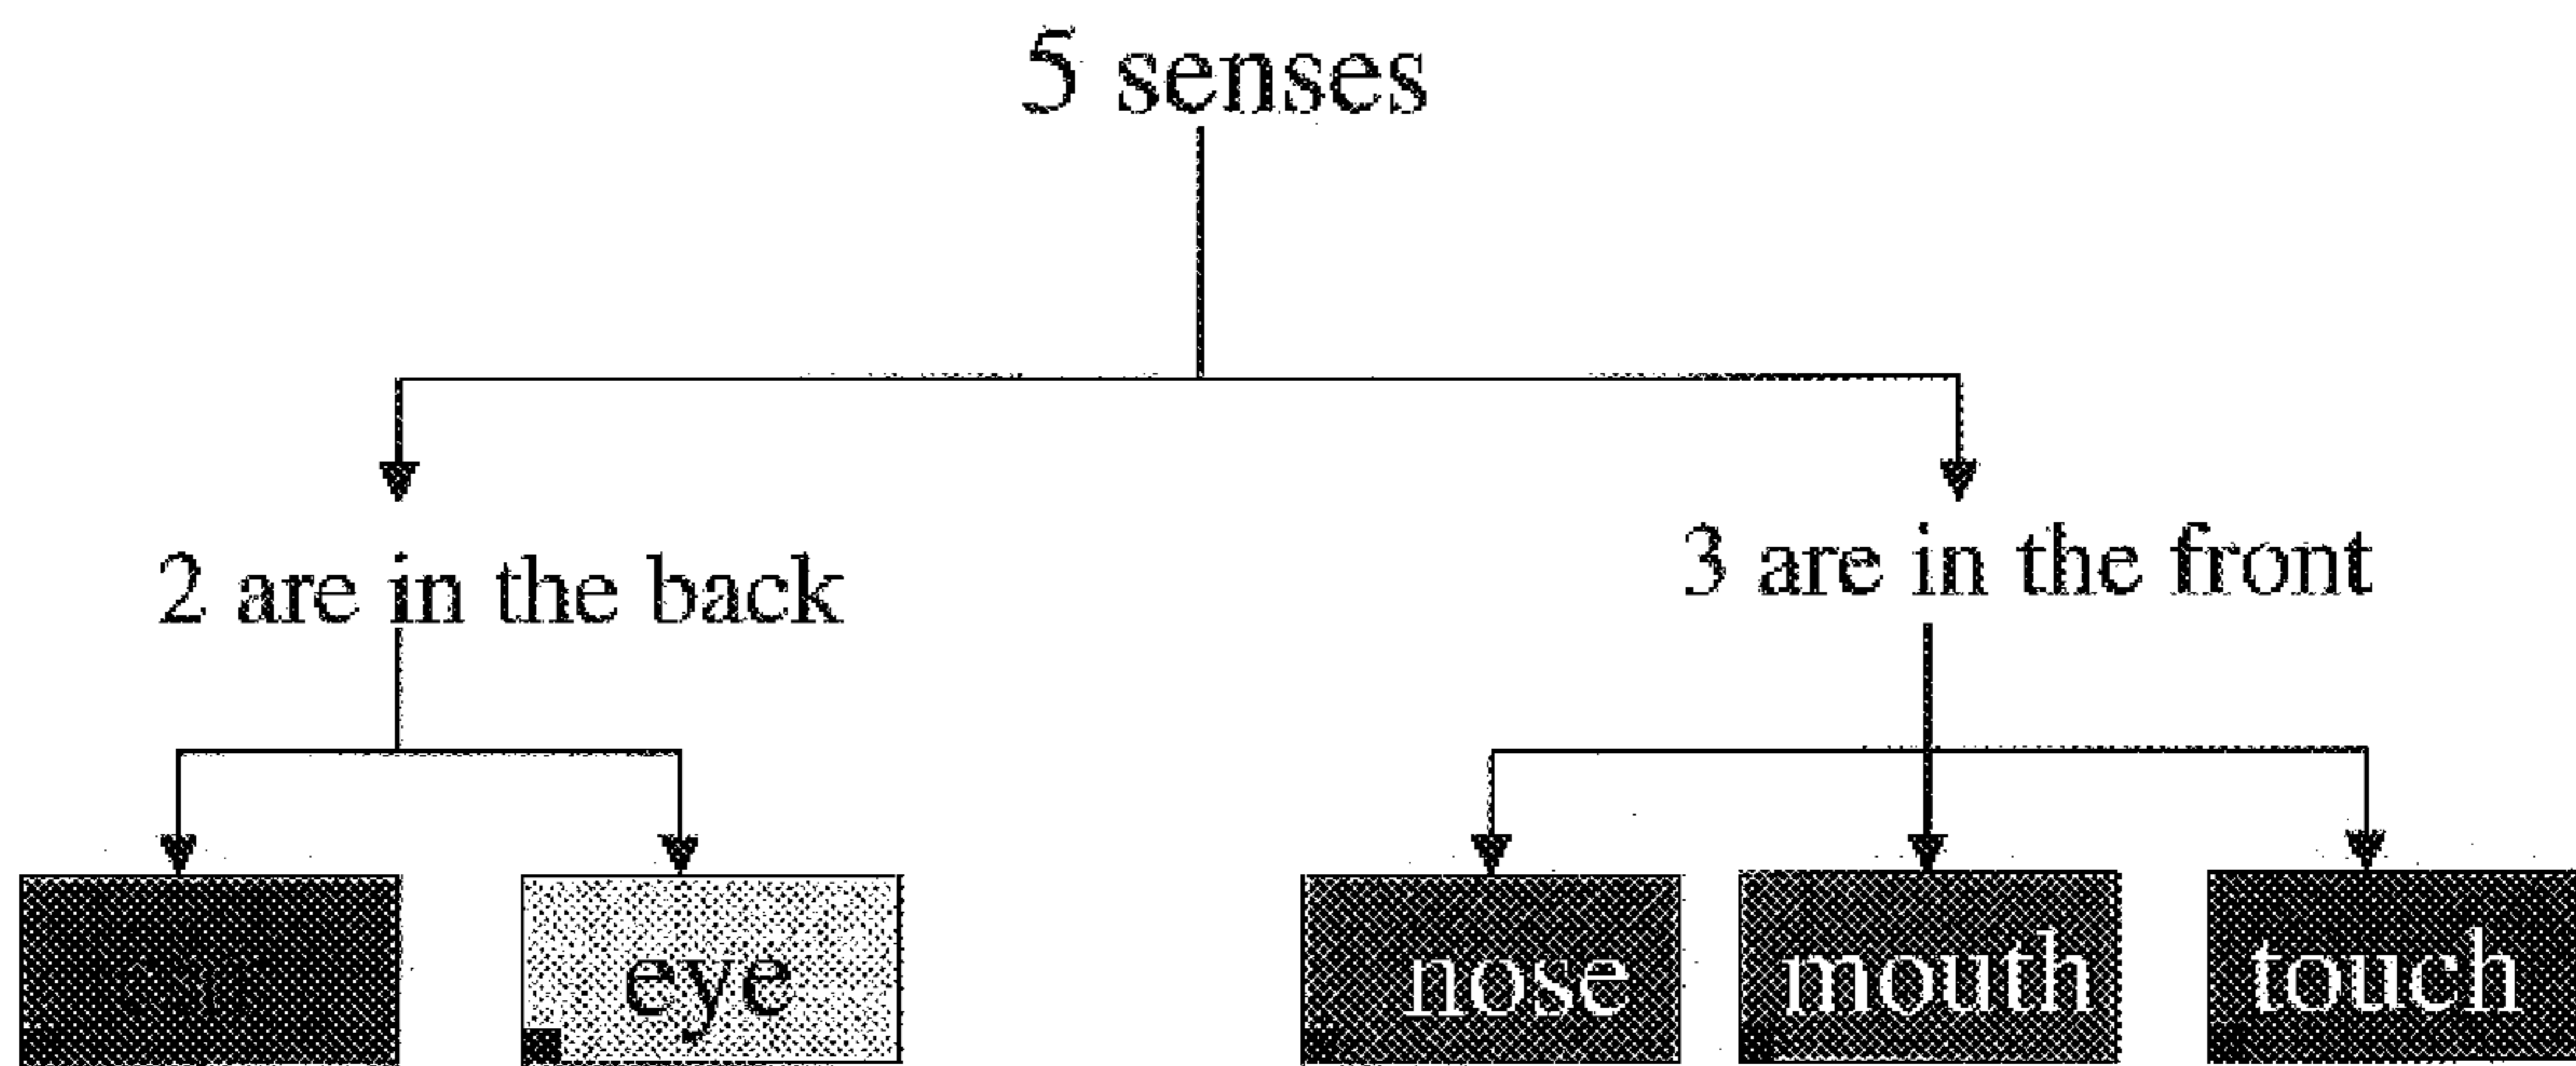 5 senses
2 are in the back
3 are in the front
eye
nose
mouth
touch